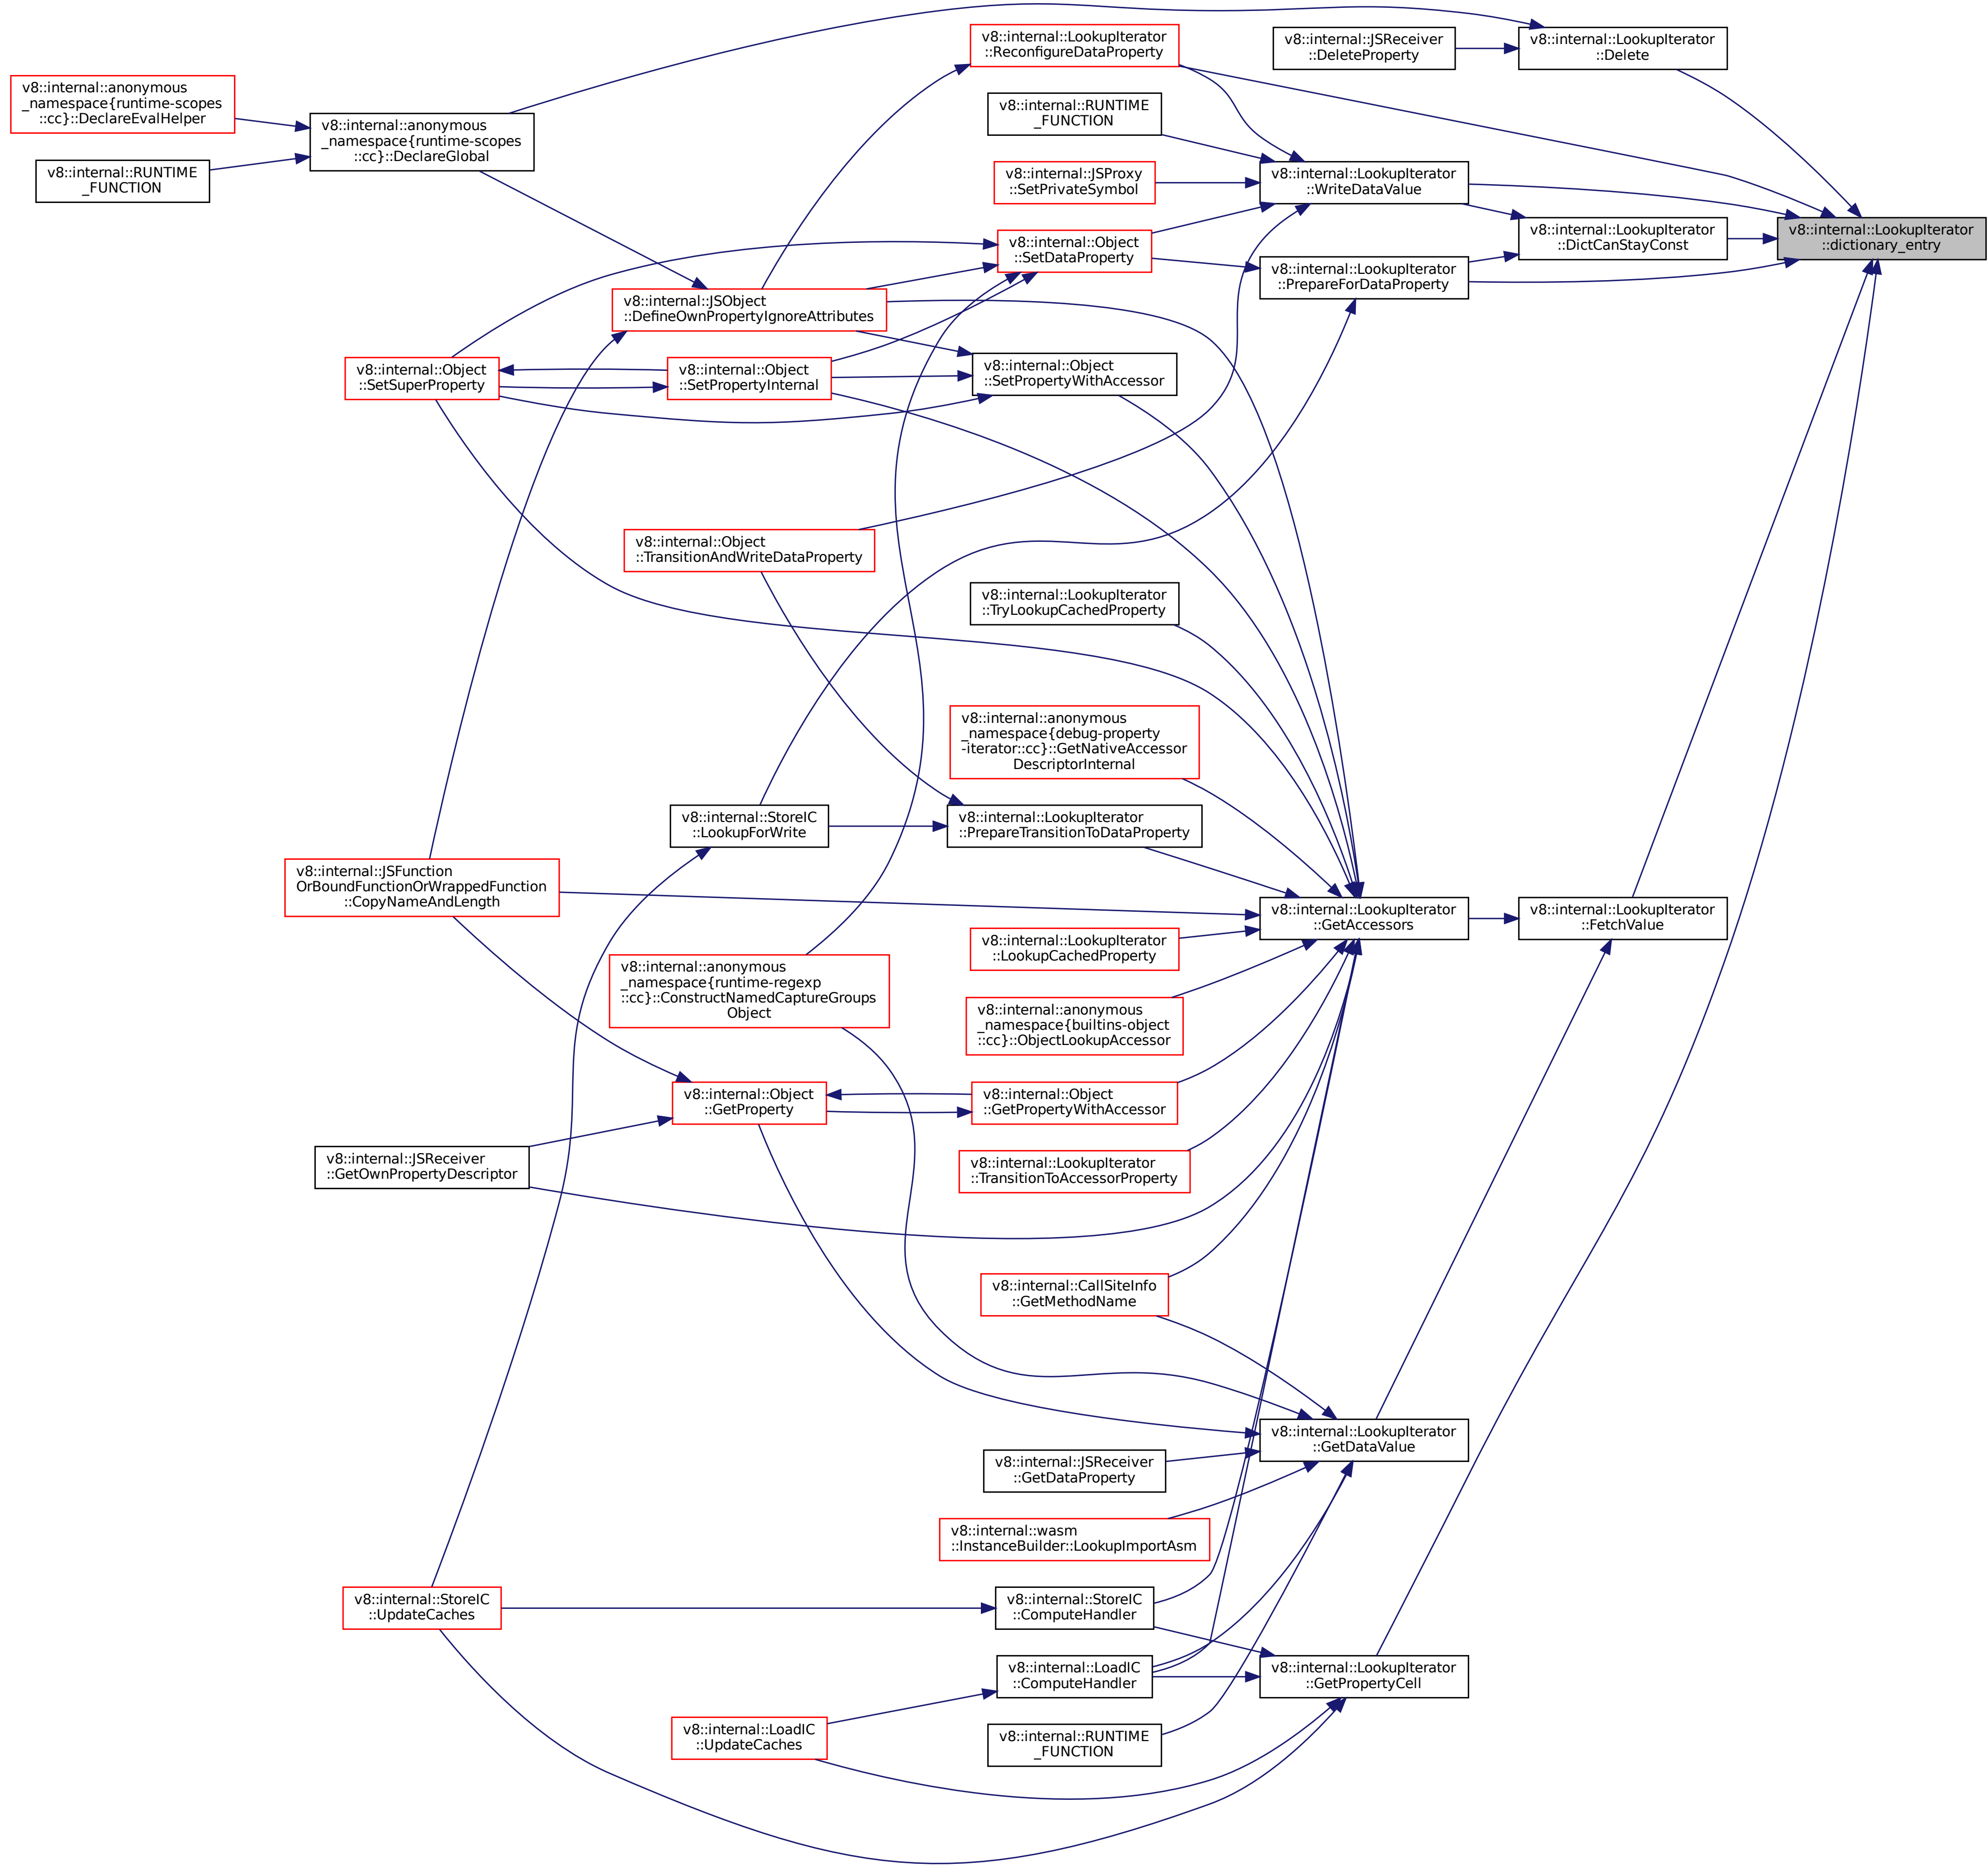 v8::internal::LookupIterator
::ReconfigureDataProperty
v8::internal::JSReceiver
::DeleteProperty
v8::internal::LookupIterator
::Delete
v8::internal::anonymous
_namespace{runtime-scopes
::cc}::DeclareEvalHelper
v8::internal::RUNTIME
_FUNCTION
v8::internal::anonymous
_namespace{runtime-scopes
::cc}::DeclareGlobal
v8::internal::RUNTIME
_FUNCTION
v8::internal::JSProxy
::SetPrivateSymbol
v8::internal::LookupIterator
::WriteDataValue
v8::internal::LookupIterator
::DictCanStayConst
v8::internal::LookupIterator
::dictionary_entry
v8::internal::Object
::SetDataProperty
v8::internal::LookupIterator
::PrepareForDataProperty
v8::internal::JSObject
::DefineOwnPropertyIgnoreAttributes
v8::internal::Object
::SetSuperProperty
v8::internal::Object
::SetPropertyInternal
v8::internal::Object
::SetPropertyWithAccessor
v8::internal::Object
::TransitionAndWriteDataProperty
v8::internal::LookupIterator
::TryLookupCachedProperty
v8::internal::anonymous
_namespace{debug-property
-iterator::cc}::GetNativeAccessor
DescriptorInternal
v8::internal::StoreIC
::LookupForWrite
v8::internal::LookupIterator
::PrepareTransitionToDataProperty
v8::internal::JSFunction
OrBoundFunctionOrWrappedFunction
::CopyNameAndLength
v8::internal::LookupIterator
::GetAccessors
v8::internal::LookupIterator
::FetchValue
v8::internal::LookupIterator
::LookupCachedProperty
v8::internal::anonymous
_namespace{runtime-regexp
::cc}::ConstructNamedCaptureGroups
Object
v8::internal::anonymous
_namespace{builtins-object
::cc}::ObjectLookupAccessor
v8::internal::Object
::GetProperty
v8::internal::Object
::GetPropertyWithAccessor
v8::internal::JSReceiver
::GetOwnPropertyDescriptor
v8::internal::LookupIterator
::TransitionToAccessorProperty
v8::internal::CallSiteInfo
::GetMethodName
v8::internal::LookupIterator
::GetDataValue
v8::internal::JSReceiver
::GetDataProperty
v8::internal::wasm
::InstanceBuilder::LookupImportAsm
v8::internal::StoreIC
::UpdateCaches
v8::internal::StoreIC
::ComputeHandler
v8::internal::LoadIC
::ComputeHandler
v8::internal::LookupIterator
::GetPropertyCell
v8::internal::LoadIC
::UpdateCaches
v8::internal::RUNTIME
_FUNCTION